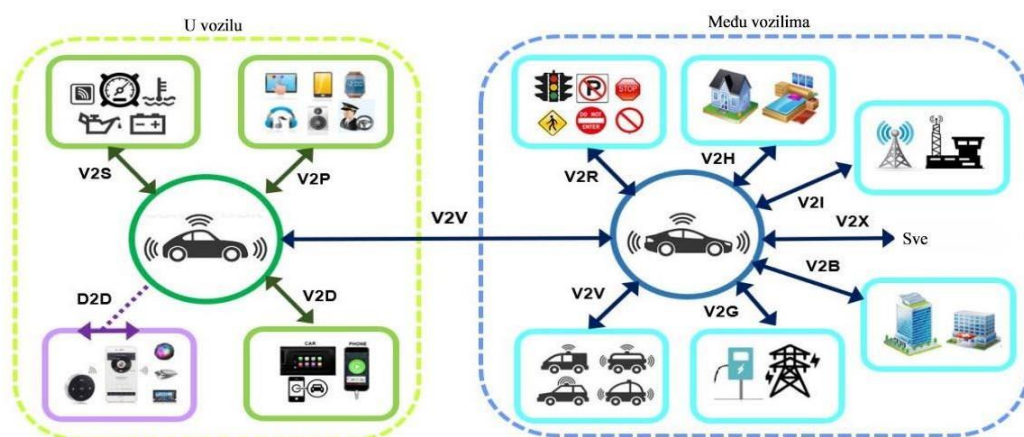 U vozilu
Među vozilima
STOP
DO NOT
ENTER
P
V2S
V2P
V2R
V2H
V2I
V2V
V2X
Sve
V2B
D2D
V2D
V2V
V2G
CAR
PHONE